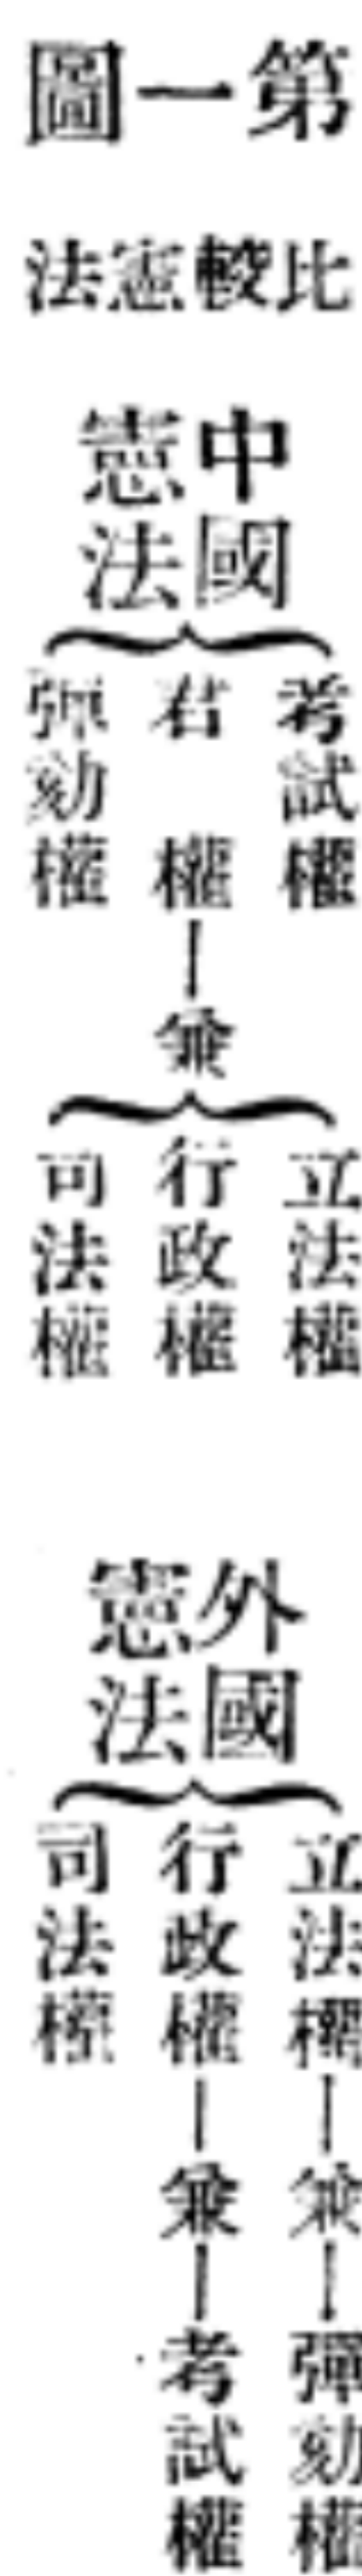 第一圖
比較憲法
中國
憲法
考試權
君權—兼
彈劾權
立法權
行政權
司法權
外國
憲法
立法權—兼—彈劾權
行政權—兼—考試權
司法權